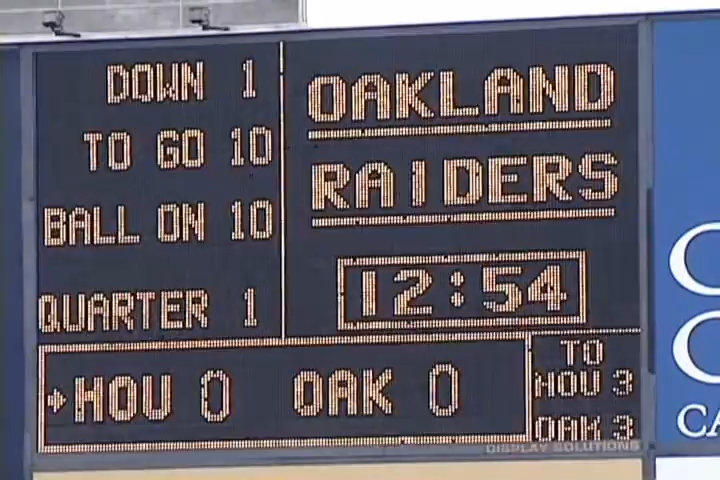 DOWN 1
TO GO 10
BALL ON 10
QUARTER 1
OAKLAND
RAIDERS
12:54
HOU 0 OAK 0
TO
HOU 3
OAK 3
DISPLAY SOLUTIONS
CA